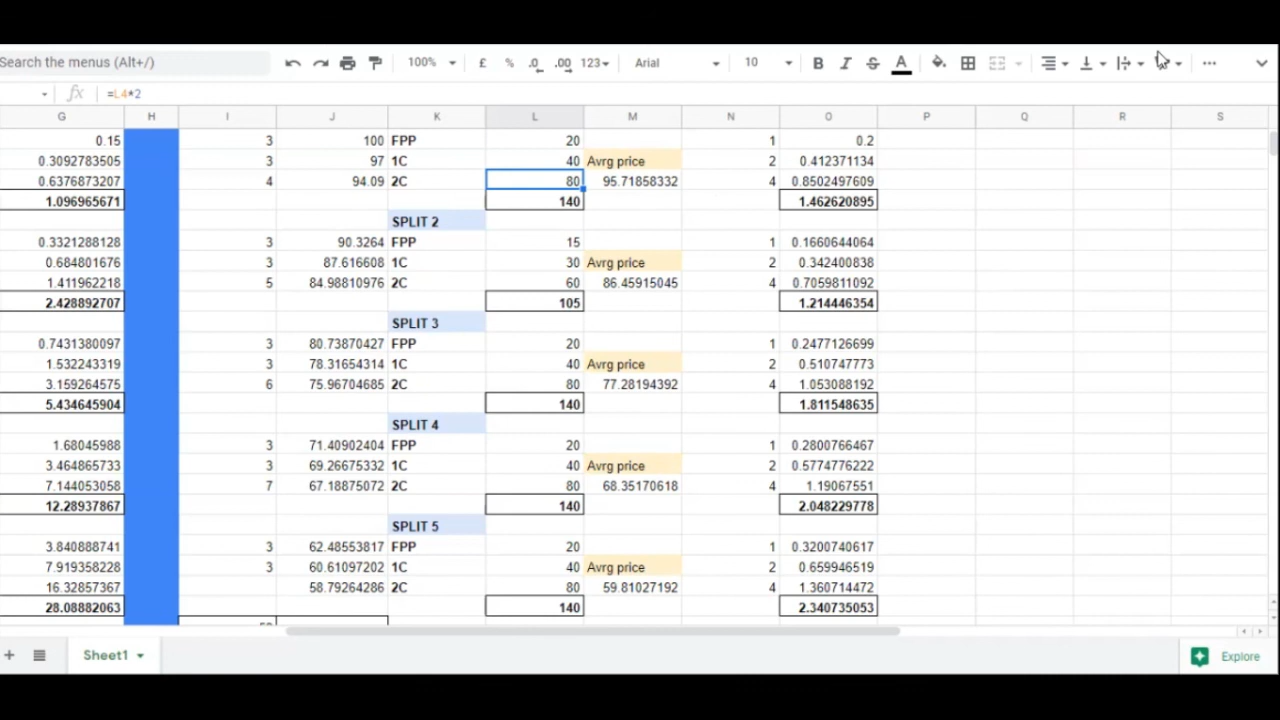 Search the menus (Alt+/) 100% £ % .0 .00 123 Arial 10 B I S A
fx =L4*2
G H I J K L M N O P Q R S
0.15 3 100 FPP 20 1 0.2
0.3092783505 3 97 1C 40 Avrg price 2 0.412371134
0.6376873207 4 94.09 2C 80 95.71858332 4 0.8502497609
1.096965671 140 1.462620895
SPLIT 2
0.3321288128 3 90.3264 FPP 15 1 0.1660644064
0.684801676 3 87.616608 1C 30 Avrg price 2 0.342400838
1.411962218 5 84.98810976 2C 60 86.45915045 4 0.7059811092
2.428892707 105 1.214446354
SPLIT 3
0.7431380097 3 80.73870427 FPP 20 1 0.2477126699
1.532243319 3 78.31654314 1C 40 Avrg price 2 0.510747773
3.159264575 6 75.96704685 2C 80 77.28194392 4 1.053088192
5.434645904 140 1.811548635
SPLIT 4
1.68045988 3 71.40902404 FPP 20 1 0.2800766467
3.464865733 3 69.26675332 1C 40 Avrg price 2 0.5774776222
7.144053058 7 67.18875072 2C 80 68.35170618 4 1.19067551
12.28937867 140 2.048229778
SPLIT 5
3.840888741 3 62.48553817 FPP 20 1 0.3200740617
7.919358228 3 60.61097202 1C 40 Avrg price 2 0.659946519
16.32857367 58.79264286 2C 80 59.81027192 4 1.360714472
28.08882063 140 2.340735053
Sheet1 Explore